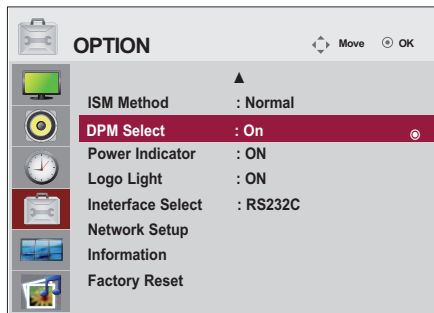 OPTION
Move OK
ISM Method : Normal
DPM Select : On
Power Indicator : ON
Logo Light : ON
Ineterface Select : RS232C
Network Setup
Information
Factory Reset